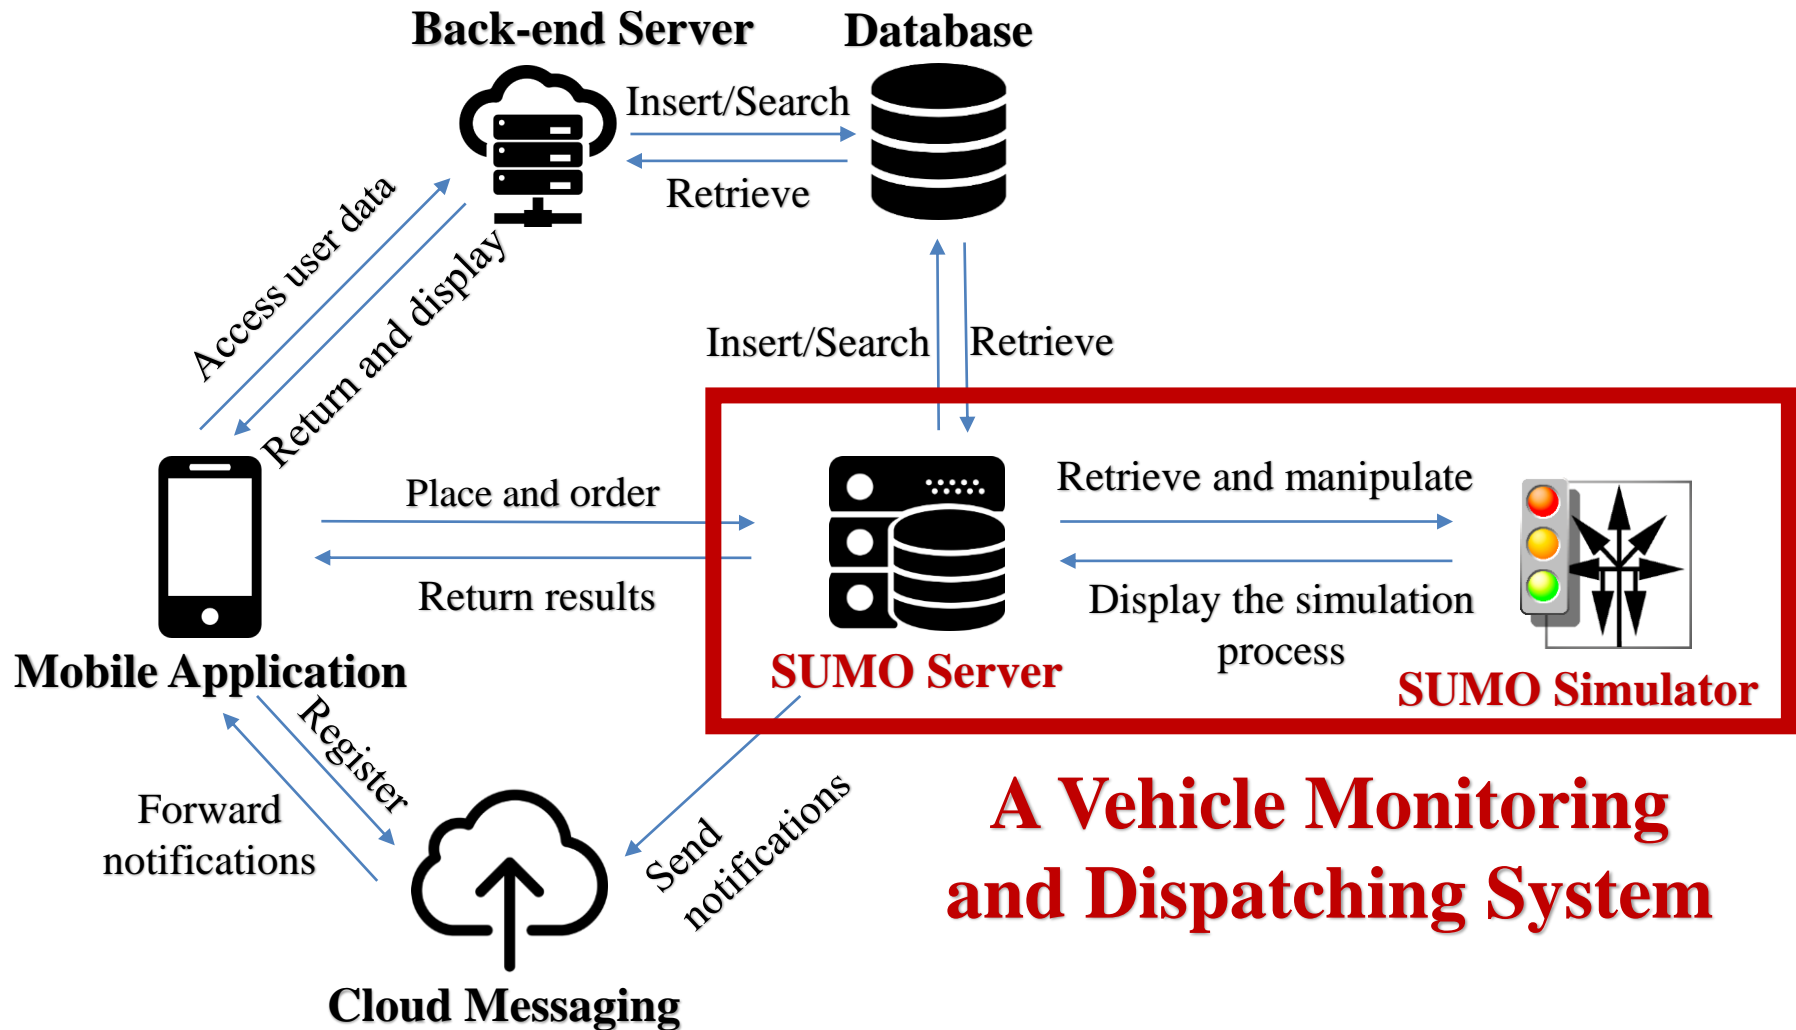 Back-end Server
Database
Insert/Search
Retrieve
Access user data
Return and display
Insert/Search
Retrieve
Place and order
Return results
Retrieve and manipulate
Display the simulation
process
Mobile Application
SUMO Server
SUMO Simulator
Register
Forward
notifications
Send
notifications
A Vehicle Monitoring
and Dispatching System
Cloud Messaging